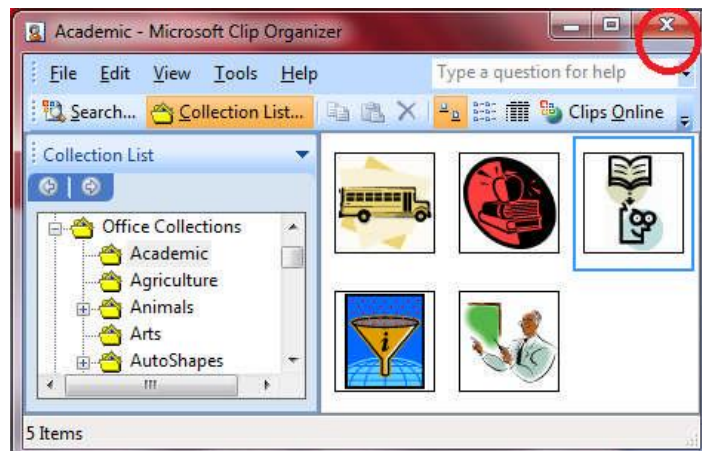 Academic - Microsoft Clip Organizer
File Edit View Tools Help Type a question for help
Search... Collection List... Clips Online
Collection List
Office Collections
Academic
Agriculture
Animals
Arts
AutoShapes
i
5 Items